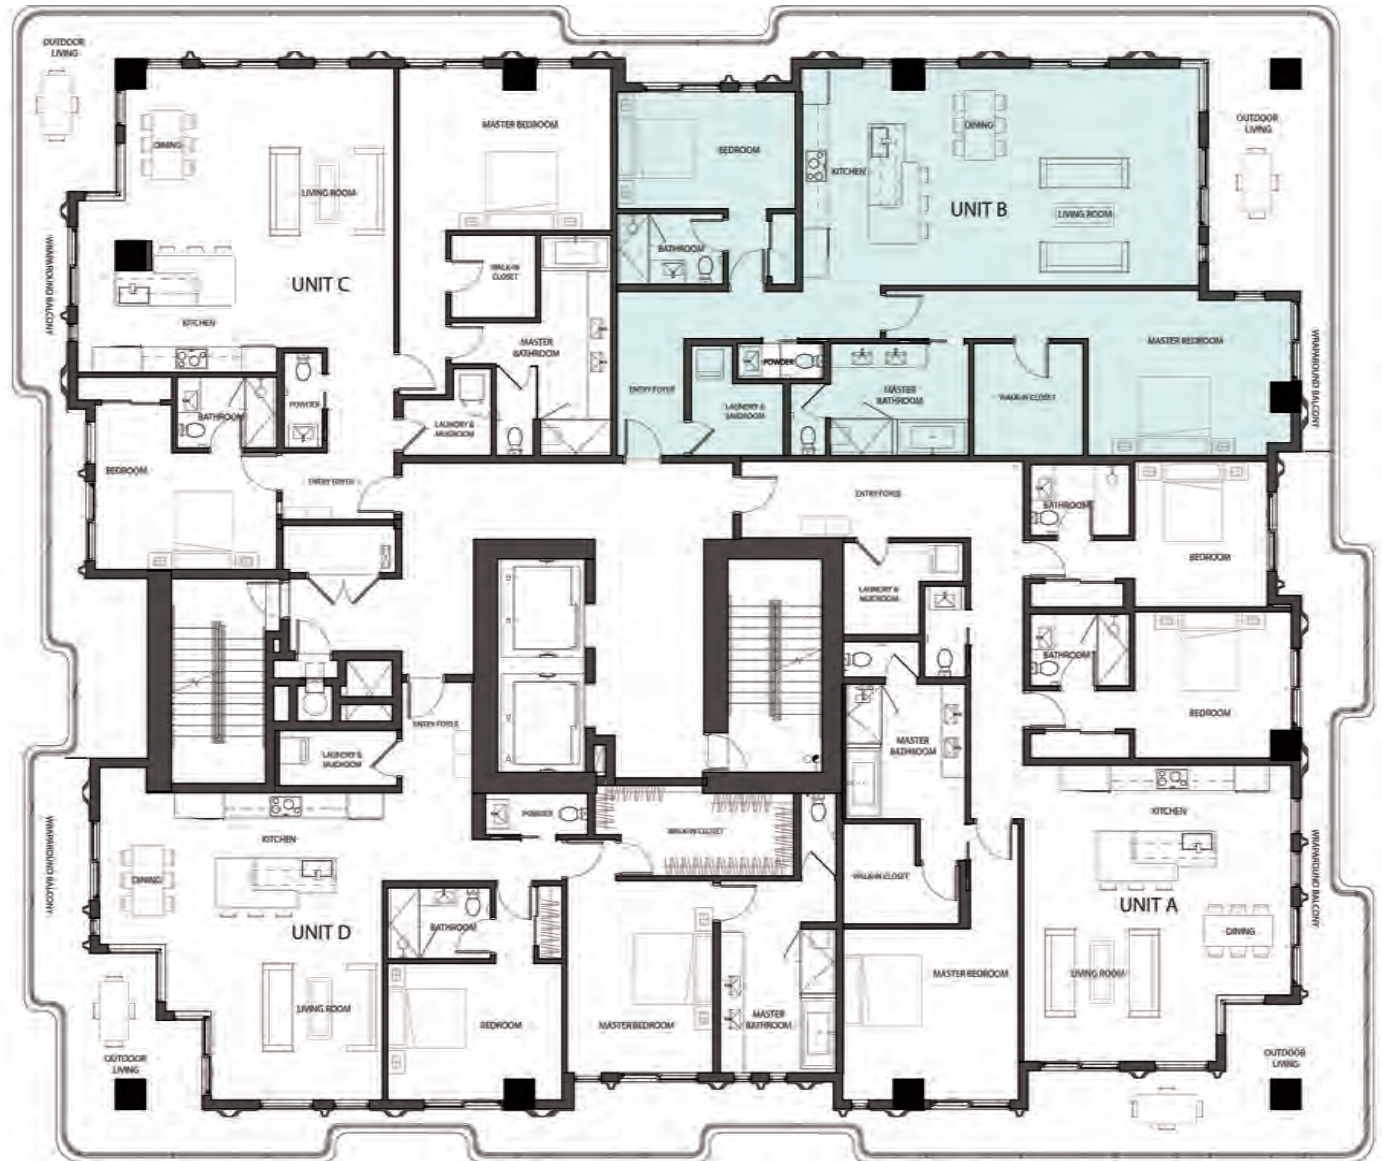 OUTDOOR
LIVING
DINING
LIVING ROOM
MASTER BEDROOM
UNIT C
KITCHEN
WALK-IN
CLOSET
MASTER
BATHROOM
BATHROOM
POWDER
LAUNDRY &
MUDROOM
BEDROOM
ENTRY FOYER
WRAPAROUND BALCONY
BEDROOM
BATHROOM
KITCHEN
DINING
UNIT B
LIVING ROOM
OUTDOOR
LIVING
MASTER BEDROOM
POWDER
ENTRY FOYER
LAUNDRY &
MUDROOM
MASTER
BATHROOM
WALK-IN CLOSET
WRAPAROUND BALCONY
ENTRY FOYER
BATHROOM
BEDROOM
LAUNDRY &
MUDROOM
BATHROOM
BEDROOM
MASTER
BATHROOM
WALK-IN CLOSET
KITCHEN
UNIT A
DINING
LIVING ROOM
MASTER BEDROOM
WRAPAROUND BALCONY
OUTDOOR
LIVING
ENTRY FOYER
LAUNDRY &
MUDROOM
POWDER
WALK-IN CLOSET
KITCHEN
DINING
UNIT D
BATHROOM
LIVING ROOM
BEDROOM
MASTER BEDROOM
MASTER
BATHROOM
WRAPAROUND BALCONY
OUTDOOR
LIVING